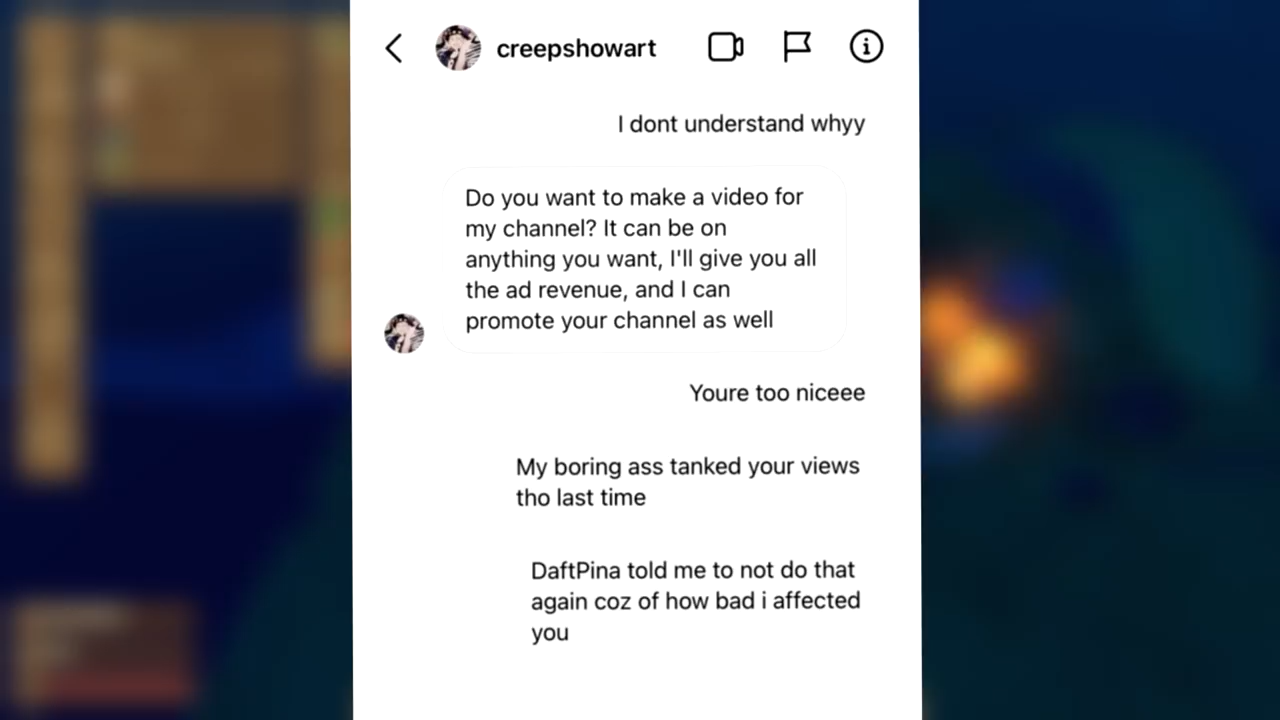 creepshowart
I dont understand whyy
Do you want to make a video for
my channel? It can be on
anything you want, I'll give you all
the ad revenue, and I can
promote your channel as well
Youre too niceee
My boring ass tanked your views
tho last time
DaftPina told me to not do that
again coz of how bad i affected
you